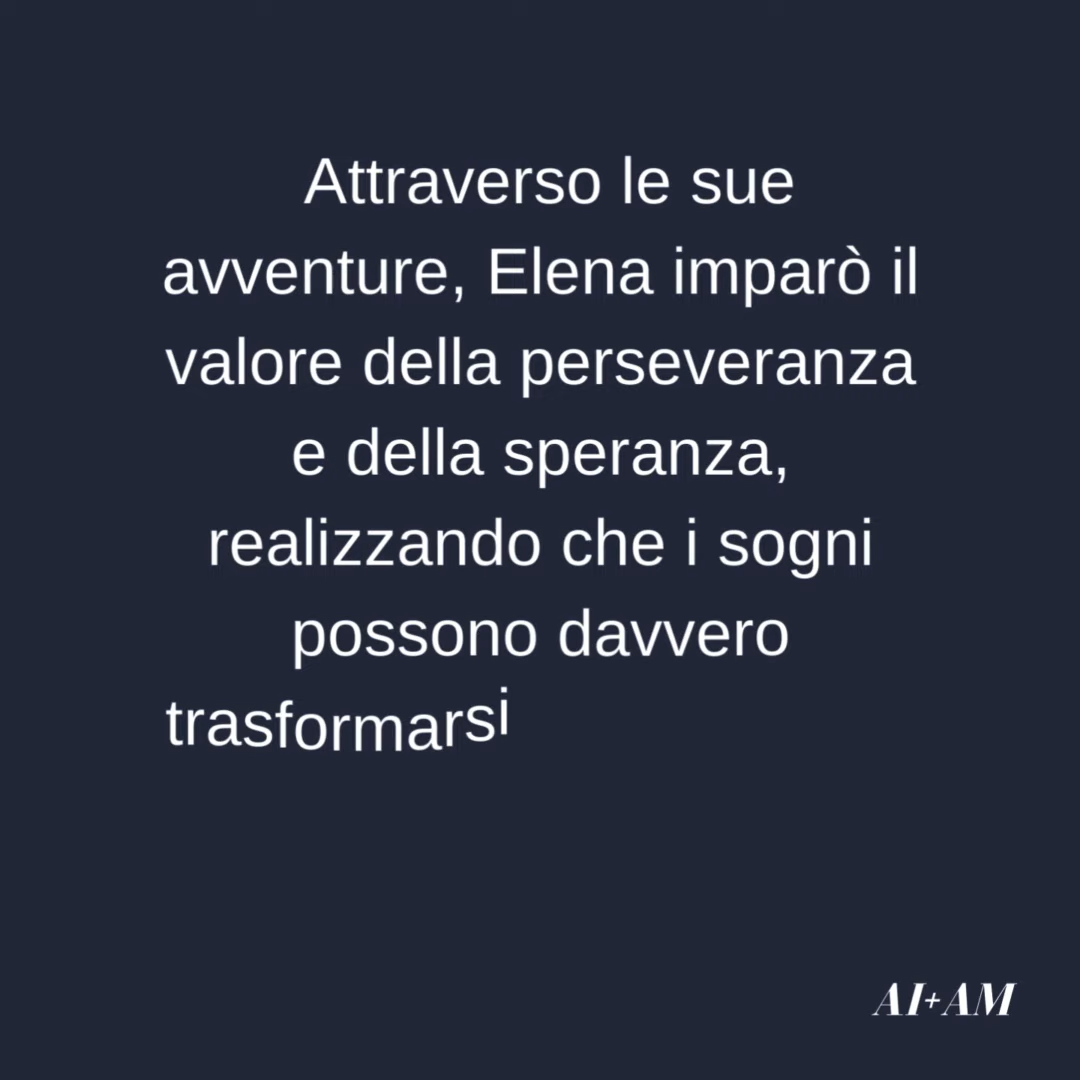 Attraverso le sue
avventure, Elena imparò il
valore della perseveranza
e della speranza,
realizzando che i sogni
possono davvero
trasformarsi
AI+AM